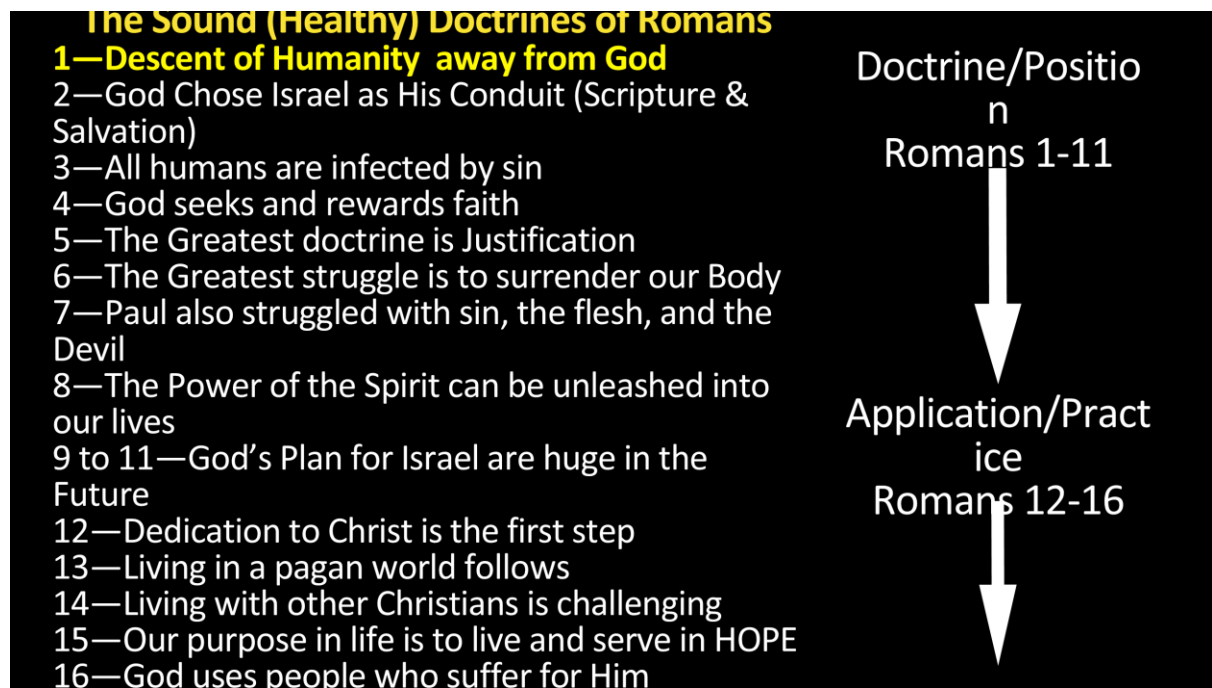 The Sound (Healthy) Doctrines of Romans
1—Descent of Humanity  away from God
2—God Chose Israel as His Conduit (Scripture &
Salvation)
3—All humans are infected by sin
4—God seeks and rewards faith
5—The Greatest doctrine is Justification
6—The Greatest struggle is to surrender our Body
7—Paul also struggled with sin, the flesh, and the
Devil
8—The Power of the Spirit can be unleashed into
our lives
9 to 11—God’s Plan for Israel are huge in the
Future
12—Dedication to Christ is the first step
13—Living in a pagan world follows
14—Living with other Christians is challenging
15—Our purpose in life is to live and serve in HOPE
16—God uses people who suffer for Him
Doctrine/Positio
n
Romans 1-11
Application/Pract
ice
Romans 12-16